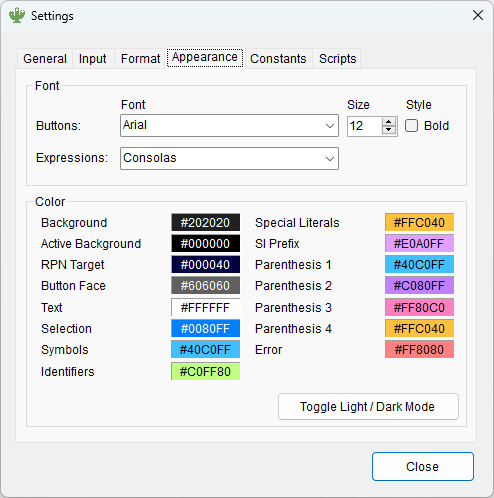 Settings
General Input Format Appearance Constants Scripts
Font
Font Size Style
Buttons: Arial 12 Bold
Expressions: Consolas
Color
Background #202020 Special Literals #FFC040
Active Background #000000 SI Prefix #E0A0FF
RPN Target #000040 Parenthesis 1 #40C0FF
Button Face #606060 Parenthesis 2 #C080FF
Text #FFFFFF Parenthesis 3 #FF80C0
Selection #0080FF Parenthesis 4 #FFC040
Symbols #40C0FF Error #FF8080
Identifiers #C0FF80
Toggle Light / Dark Mode
Close